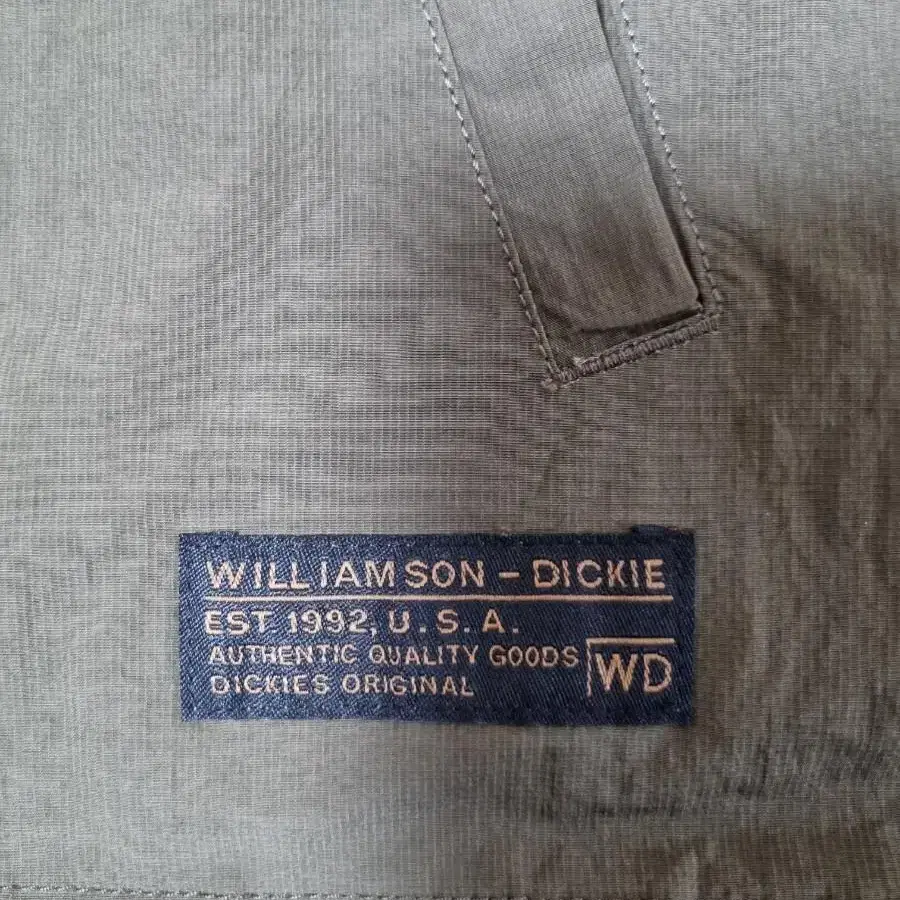 WILLIAMSON - DICKIE
EST 1992, U.S.A.
AUTHENTIC QUALITY GOODS
DICKIES ORIGINAL
WD